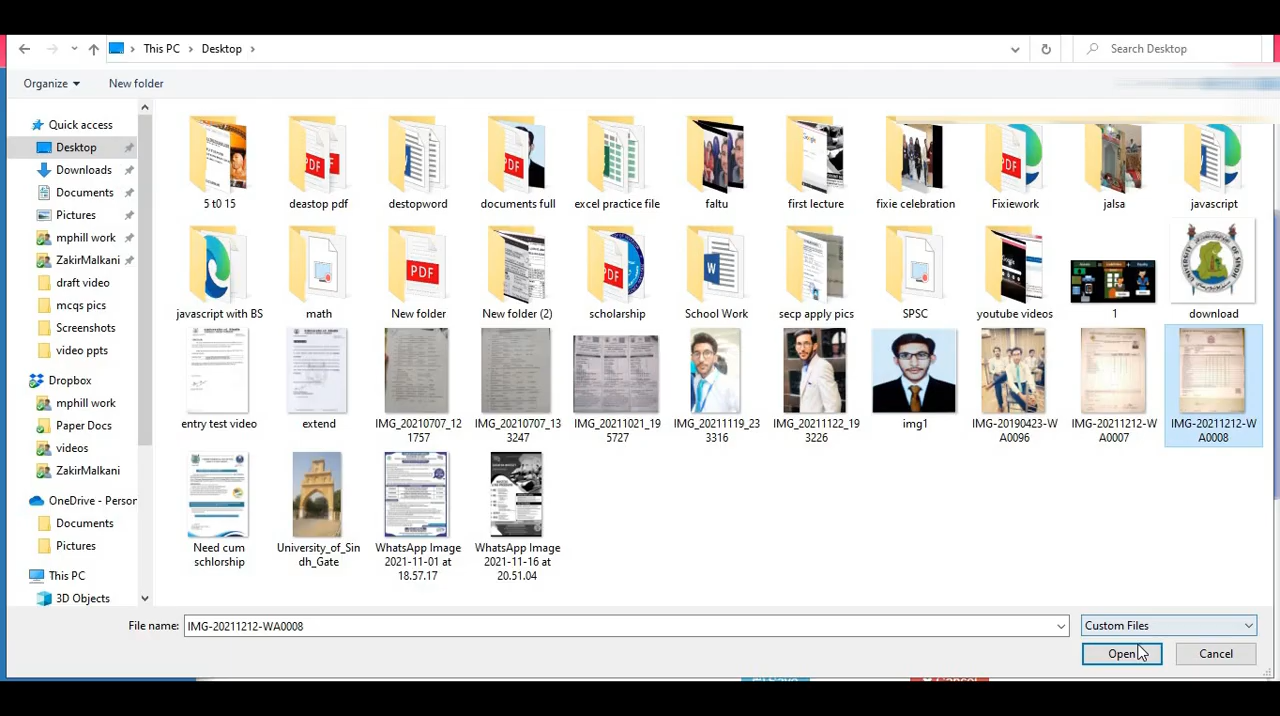 This PC
Desktop
Search Desktop
Organize
New folder
Quick access
Desktop
Downloads
Documents
Pictures
mphill work
ZakirMalkani
draft video
mcqs pics
Screenshots
video ppts
Dropbox
mphill work
Paper Docs
videos
ZakirMalkani
OneDrive - Person
Documents
Pictures
This PC
3D Objects
5 t0 15
deastop pdf
destopword
documents full
excel practice file
faltu
first lecture
fixie celebration
Fixiework
jalsa
javascript
javascript with BS
math
New folder
New folder (2)
scholarship
School Work
secp apply pics
SPSC
youtube videos
1
download
entry test video
extend
IMG_20210707_12
1757
IMG_20210707_13
3247
IMG_20211021_19
5727
IMG_20211119_23
3316
IMG_20211122_19
3226
img1
IMG-20190423-W
A0096
IMG-20211212-W
A0007
IMG-20211212-W
A0008
Need cum
schlorship
University_of_Sin
dh_Gate
WhatsApp Image
2021-11-01 at
18.57.17
WhatsApp Image
2021-11-16 at
20.51.04
File name:
IMG-20211212-WA0008
Custom Files
Open
Cancel